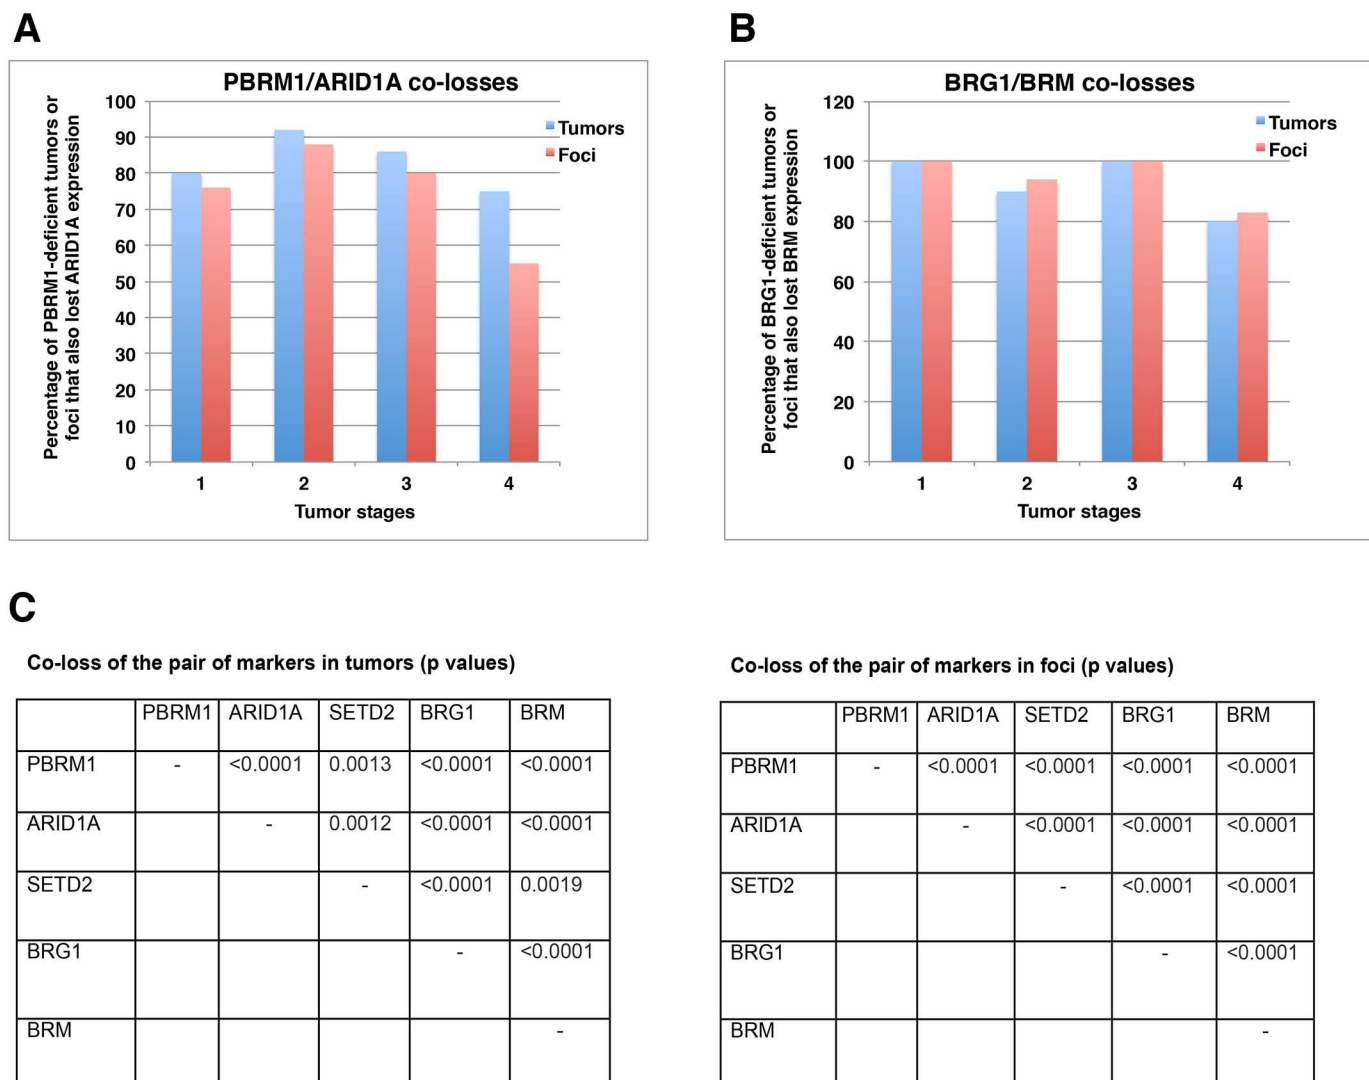 A
PBRM1/ARID1A co-losses
Percentage of PBRM1-deficient tumors or
foci that also lost ARID1A expression
100
90
80
70
60
50
40
30
20
10
0
Tumors
Foci
1 2 3 4
Tumor stages
B
BRG1/BRM co-losses
Percentage of BRG1-deficient tumors or
foci that also lost BRM expression
120
100
80
60
40
20
0
Tumors
Foci
1 2 3 4
Tumor stages
C
Co-loss of the pair of markers in tumors (p values)
PBRM1 ARID1A SETD2 BRG1 BRM
PBRM1 - <0.0001 0.0013 <0.0001 <0.0001
ARID1A - 0.0012 <0.0001 <0.0001
SETD2 - <0.0001 0.0019
BRG1 - <0.0001
BRM -
Co-loss of the pair of markers in foci (p values)
PBRM1 ARID1A SETD2 BRG1 BRM
PBRM1 - <0.0001 <0.0001 <0.0001 <0.0001
ARID1A - <0.0001 <0.0001 <0.0001
SETD2 - <0.0001 <0.0001
BRG1 - <0.0001
BRM -